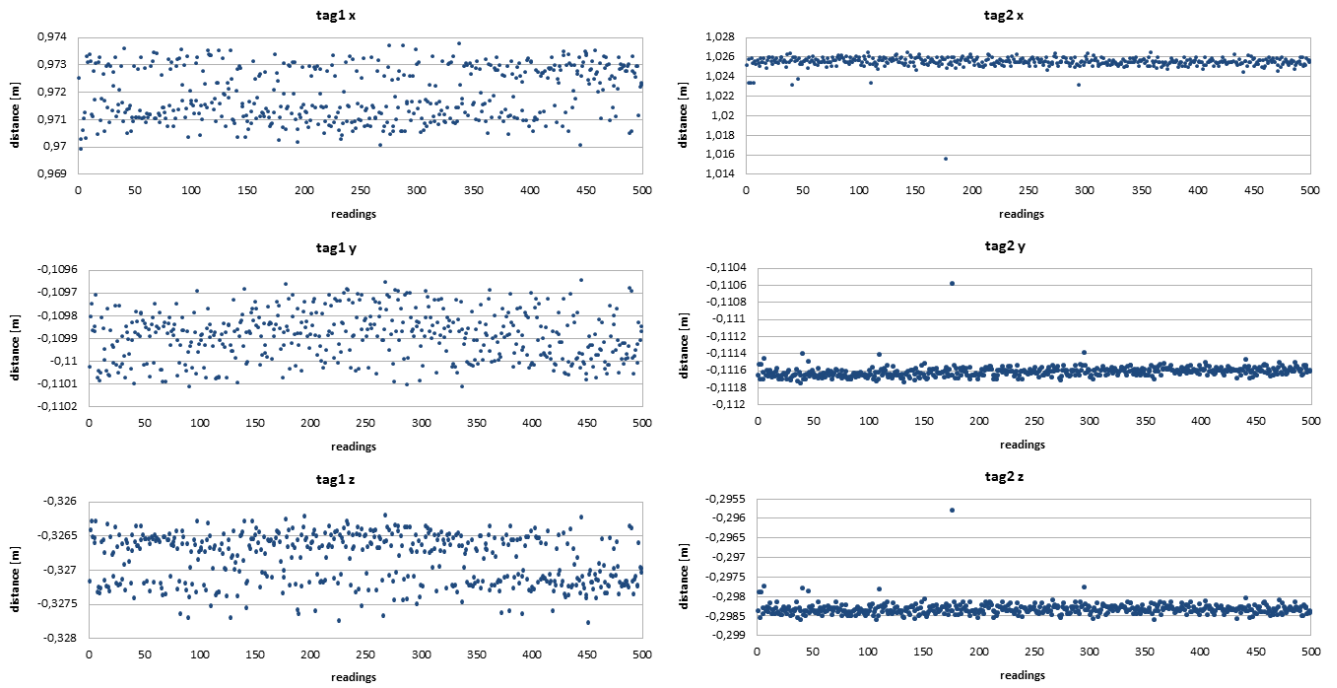 tag1 x
0,974
0,973
0,972
0,971
0,97
0,969
distance [m]
0 50 100 150 200 250 300 350 400 450 500
readings
tag2 x
1,028
1,026
1,024
1,022
1,02
1,018
1,016
1,014
distance [m]
0 50 100 150 200 250 300 350 400 450 500
readings
tag1 y
-0,1096
-0,1097
-0,1098
-0,1099
-0,11
-0,1101
-0,1102
distance [m]
0 50 100 150 200 250 300 350 400 450 500
readings
tag2 y
-0,1104
-0,1106
-0,1108
-0,111
-0,1112
-0,1114
-0,1116
-0,1118
-0,112
distance [m]
0 50 100 150 200 250 300 350 400 450 500
readings
tag1 z
-0,326
-0,3265
-0,327
-0,3275
-0,328
distance [m]
0 50 100 150 200 250 300 350 400 450 500
readings
tag2 z
-0,2955
-0,296
-0,2965
-0,297
-0,2975
-0,298
-0,2985
-0,299
distance [m]
0 50 100 150 200 250 300 350 400 450 500
readings